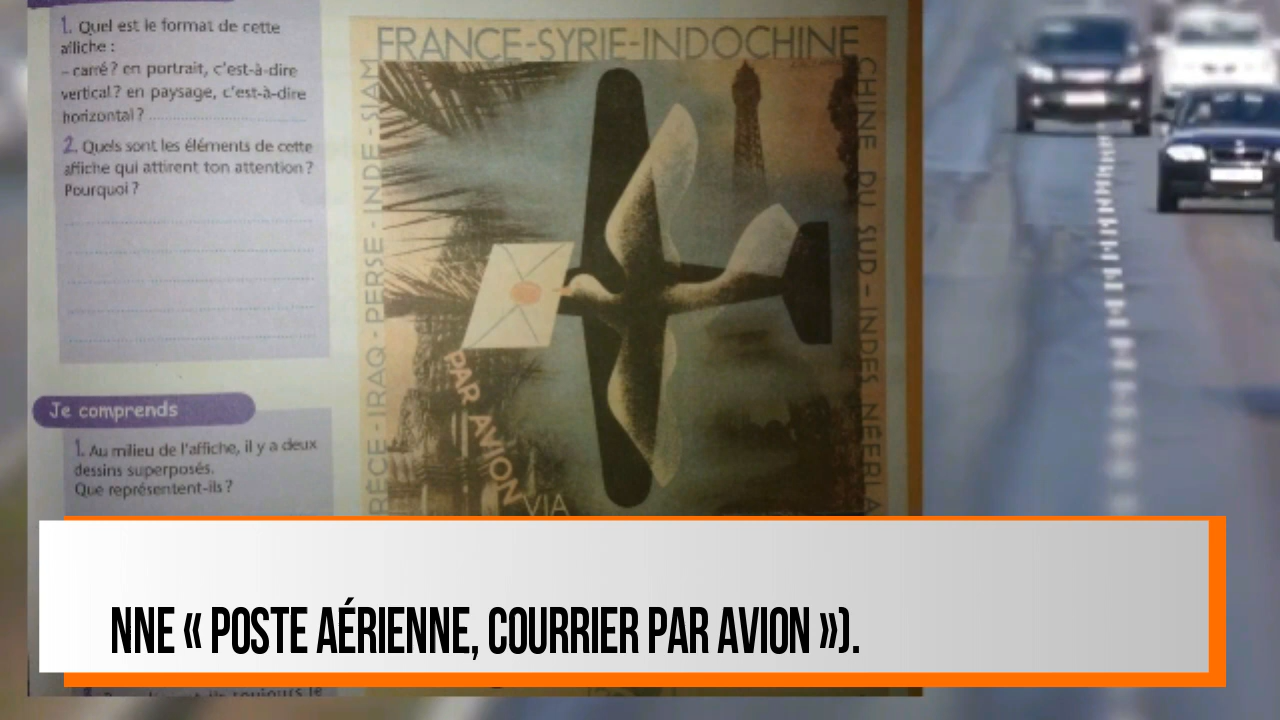 1. Quel est le format de cette
affiche :
– carré ? en portrait, c'est-à-dire
vertical ? en paysage, c'est-à-dire
horizontal ?
2. Quels sont les éléments de cette
affiche qui attirent ton attention ?
Pourquoi ?
Je comprends
1. Au milieu de l'affiche, il y a deux
dessins superposés.
Que représentent-ils ?
FRANCE-SYRIE-INDOCHINE
CHINE DU SUD - INDES NEERLA
RÈCE - IRAQ - PERSE - INDE - SIAM
PAR AVION
VIA
NNE « POSTE AÉRIENNE, COURRIER PAR AVION »).